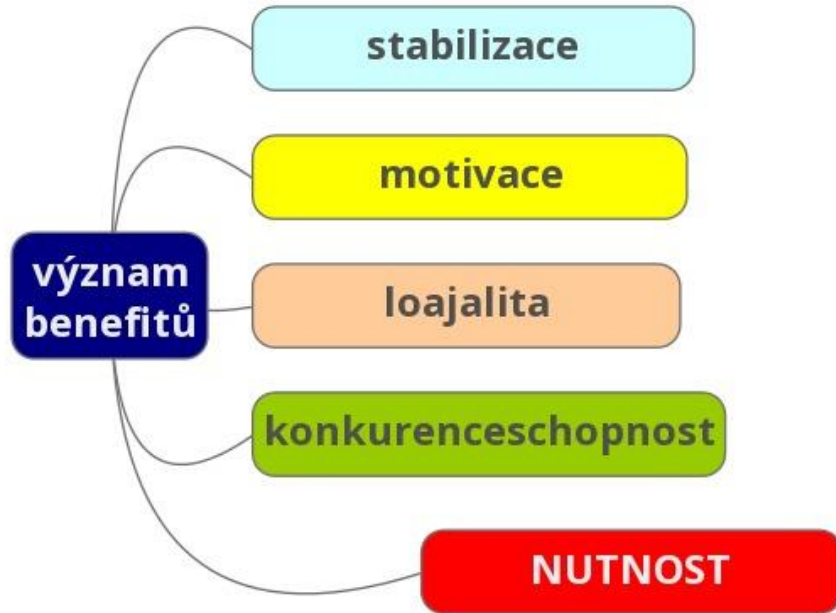 stabilizace
motivace
význam
benefitů
loajalita
konkurenceschopnost
NUTNOST